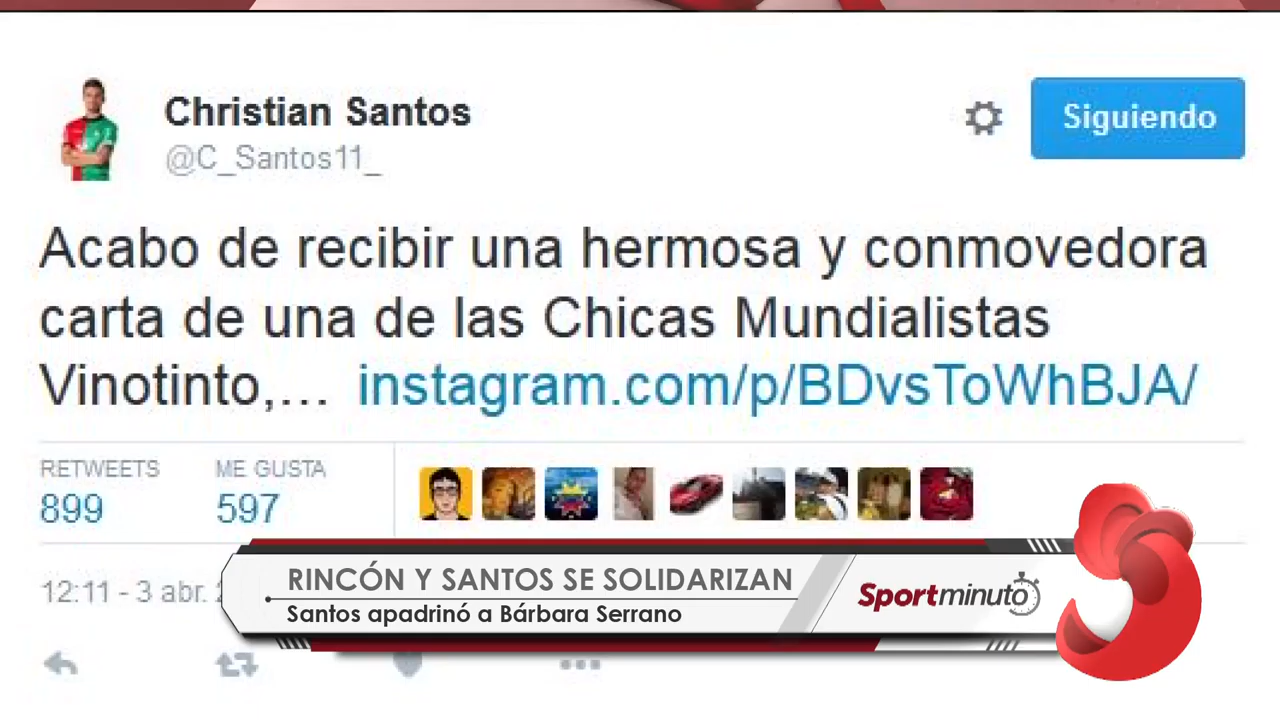 Christian Santos
@C_Santos11_
Siguiendo
Acabo de recibir una hermosa y conmovedora
carta de una de las Chicas Mundialistas
Vinotinto,... instagram.com/p/BDvsToWhBJA/
RETWEETS ME GUSTA
899 597
12:11 - 3 abr.
RINCÓN Y SANTOS SE SOLIDARIZAN
Santos apadrinó a Bárbara Serrano
Sportminuto